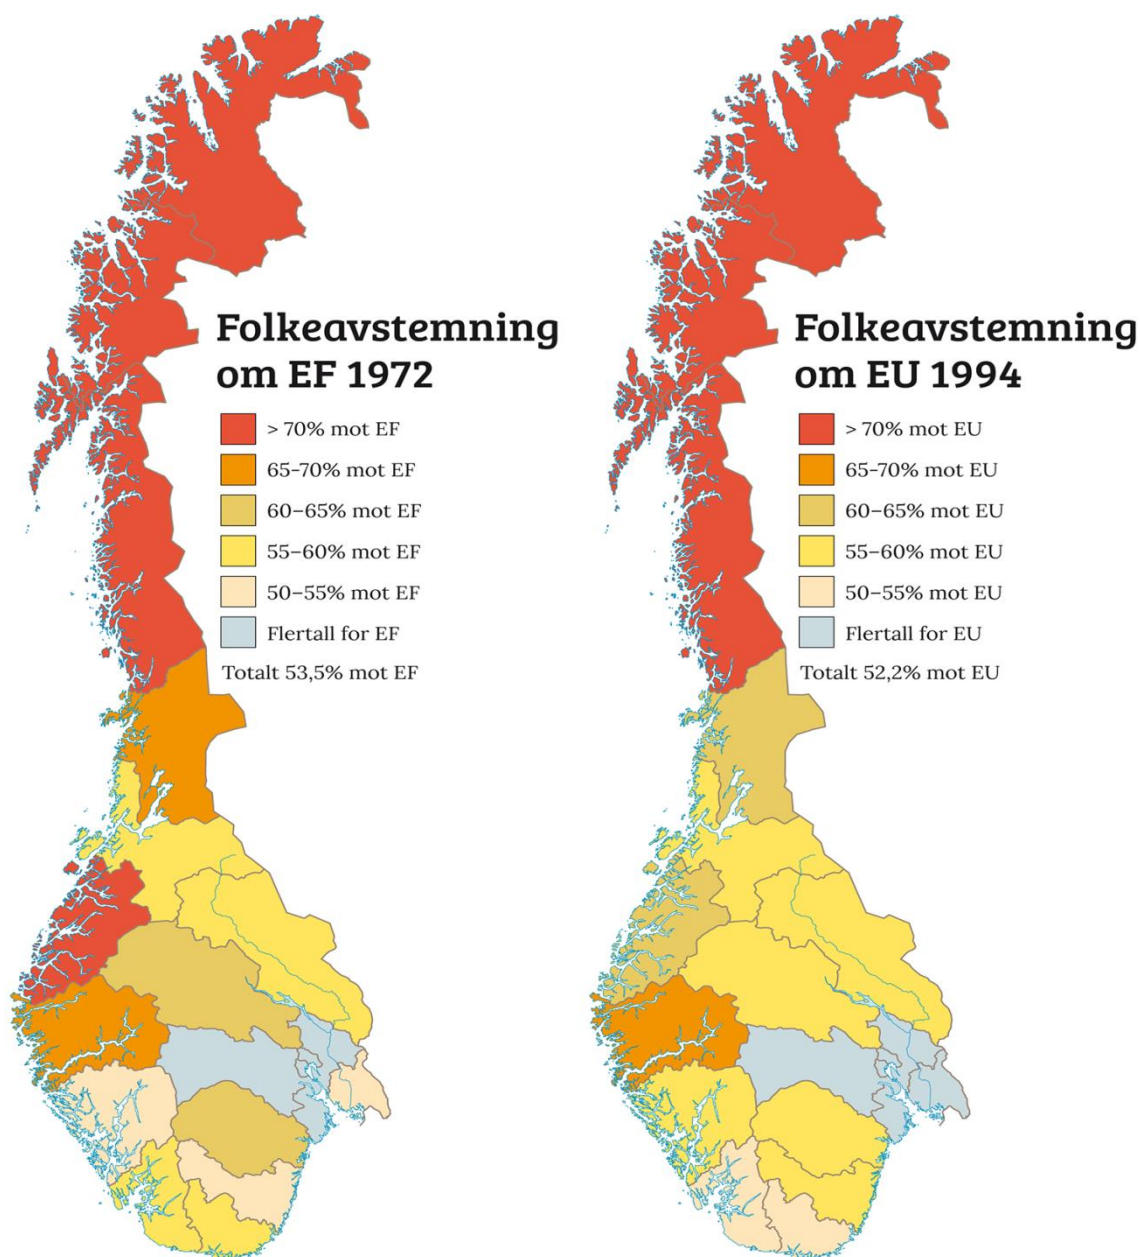 Folkeavstemning
om EF 1972
> 70% mot EF
65-70% mot EF
60–65% mot EF
55–60% mot EF
50–55% mot EF
Flertall for EF
Totalt 53,5% mot EF
Folkeavstemning
om EU 1994
> 70% mot EU
65-70% mot EU
60–65% mot EU
55–60% mot EU
50–55% mot EU
Flertall for EU
Totalt 52,2% mot EU